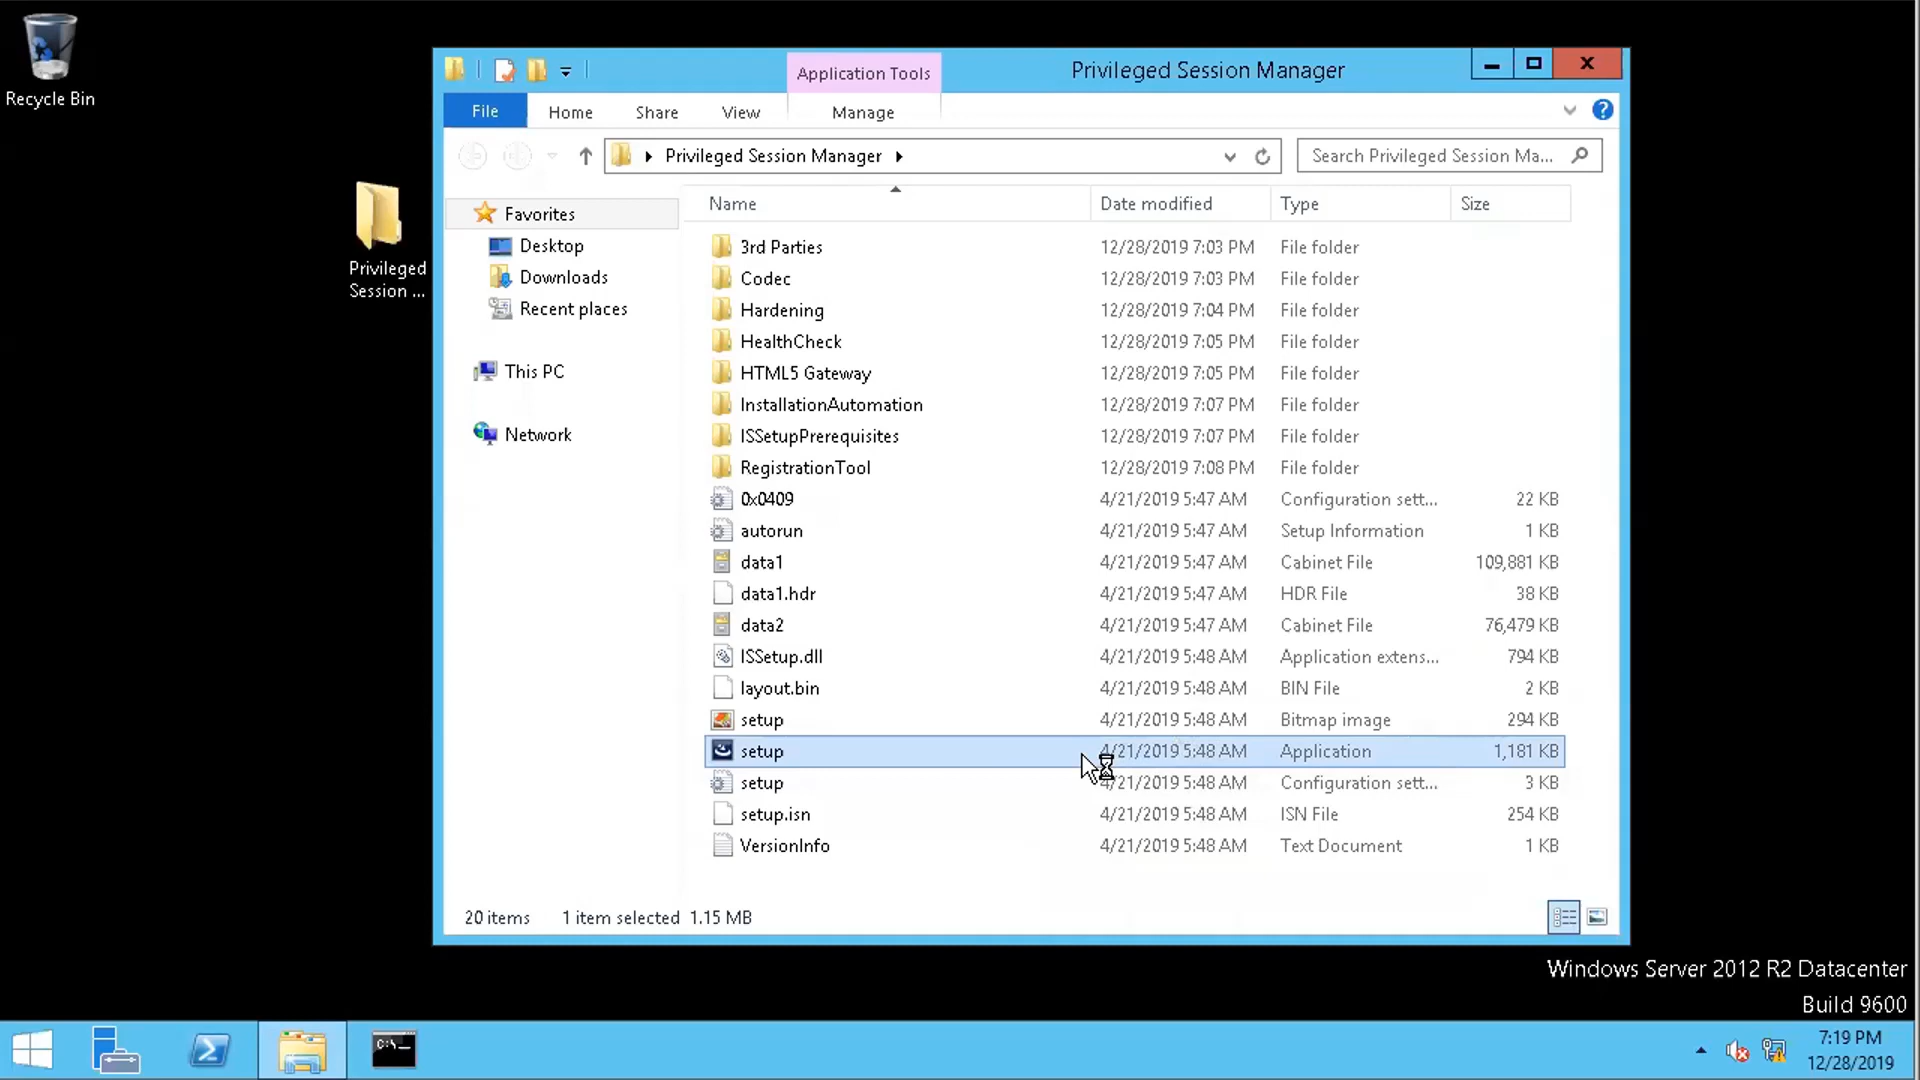 Recycle Bin
Privileged
Session ...
Application Tools
Privileged Session Manager
File Home Share View Manage
Privileged Session Manager
Search Privileged Session Ma...
Favorites
Desktop
Downloads
Recent places
This PC
Network
Name Date modified Type Size
3rd Parties 12/28/2019 7:03 PM File folder
Codec 12/28/2019 7:03 PM File folder
Hardening 12/28/2019 7:04 PM File folder
HealthCheck 12/28/2019 7:05 PM File folder
HTML5 Gateway 12/28/2019 7:05 PM File folder
InstallationAutomation 12/28/2019 7:07 PM File folder
ISSetupPrerequisites 12/28/2019 7:07 PM File folder
RegistrationTool 12/28/2019 7:08 PM File folder
0x0409 4/21/2019 5:47 AM Configuration sett... 22 KB
autorun 4/21/2019 5:47 AM Setup Information 1 KB
data1 4/21/2019 5:47 AM Cabinet File 109,881 KB
data1.hdr 4/21/2019 5:47 AM HDR File 38 KB
data2 4/21/2019 5:47 AM Cabinet File 76,479 KB
ISSetup.dll 4/21/2019 5:48 AM Application extens... 794 KB
layout.bin 4/21/2019 5:48 AM BIN File 2 KB
setup 4/21/2019 5:48 AM Bitmap image 294 KB
setup 4/21/2019 5:48 AM Application 1,181 KB
setup 4/21/2019 5:48 AM Configuration sett... 3 KB
setup.isn 4/21/2019 5:48 AM ISN File 254 KB
VersionInfo 4/21/2019 5:48 AM Text Document 1 KB
20 items 1 item selected 1.15 MB
Windows Server 2012 R2 Datacenter
Build 9600
C:\_
7:19 PM
12/28/2019